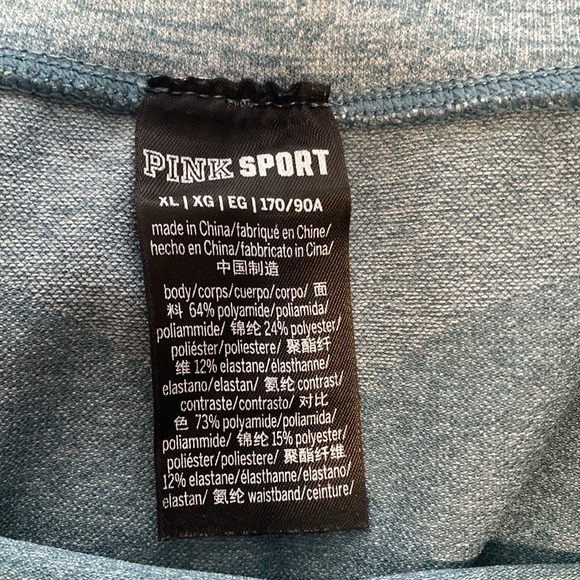 PINK SPORT
XL | XG | EG | 170/90A
made in China/fabriqué en Chine/
hecho en China/fabbricato in Cina/
中国制造
body/corps/cuerpo/corpo/ 面
料 64% polyamide/poliamida/
poliammide/ 锦纶 24% polyester/
poliéster/poliestere/ 聚酯纤
维 12% elastane/élasthanne/
elastano/elastan/ 氨纶 contrast/
contraste/contrasto/ 对比
色 73% polyamide/poliamida/
poliammide/ 锦纶 15% polyester/
poliéster/poliestere/ 聚酯纤维
12% elastane/élasthanne/elastano/
elastan/ 氨纶 waistband/ceinture/